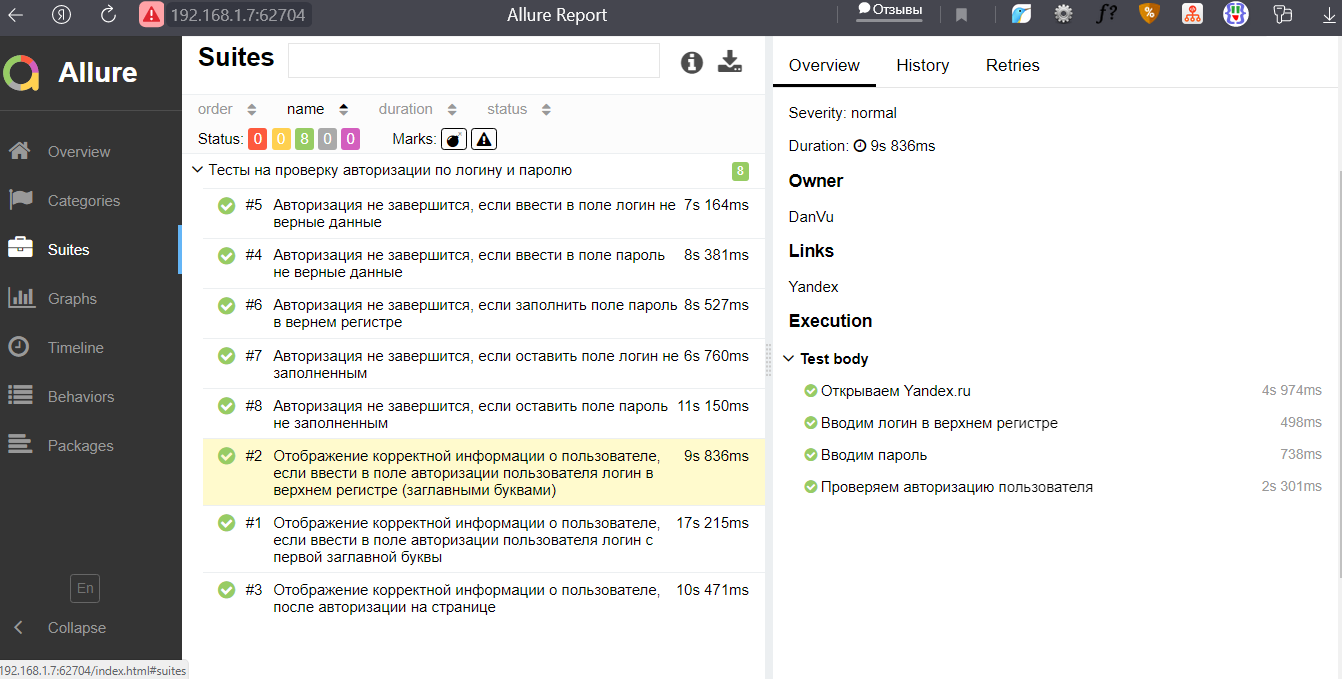 192.168.1.7:62704
Allure Report
Отзывы
Allure
Overview
Categories
Suites
Graphs
Timeline
Behaviors
Packages
En
Collapse
192.168.1.7:62704/index.html#suites
Suites
order name duration status
Status: 0 0 8 0 0 Marks:
Тесты на проверку авторизации по логину и паролю 8
#5 Авторизация не завершится, если ввести в поле логин не 7s 164ms
верные данные
#4 Авторизация не завершится, если ввести в поле пароль 8s 381ms
не верные данные
#6 Авторизация не завершится, если заполнить поле пароль 8s 527ms
в вернем регистре
#7 Авторизация не завершится, если оставить поле логин не 6s 760ms
заполненным
#8 Авторизация не завершится, если оставить поле пароль 11s 150ms
не заполненным
#2 Отображение корректной информации о пользователе, 9s 836ms
если ввести в поле авторизации пользователя логин в
верхнем регистре (заглавными буквами)
#1 Отображение корректной информации о пользователе, 17s 215ms
если ввести в поле авторизации пользователя логин с
первой заглавной буквы
#3 Отображение корректной информации о пользователе, 10s 471ms
после авторизации на странице
Overview History Retries
Severity: normal
Duration: 9s 836ms
Owner
DanVu
Links
Yandex
Execution
Test body
Открываем Yandex.ru 4s 974ms
Вводим логин в верхнем регистре 498ms
Вводим пароль 738ms
Проверяем авторизацию пользователя 2s 301ms